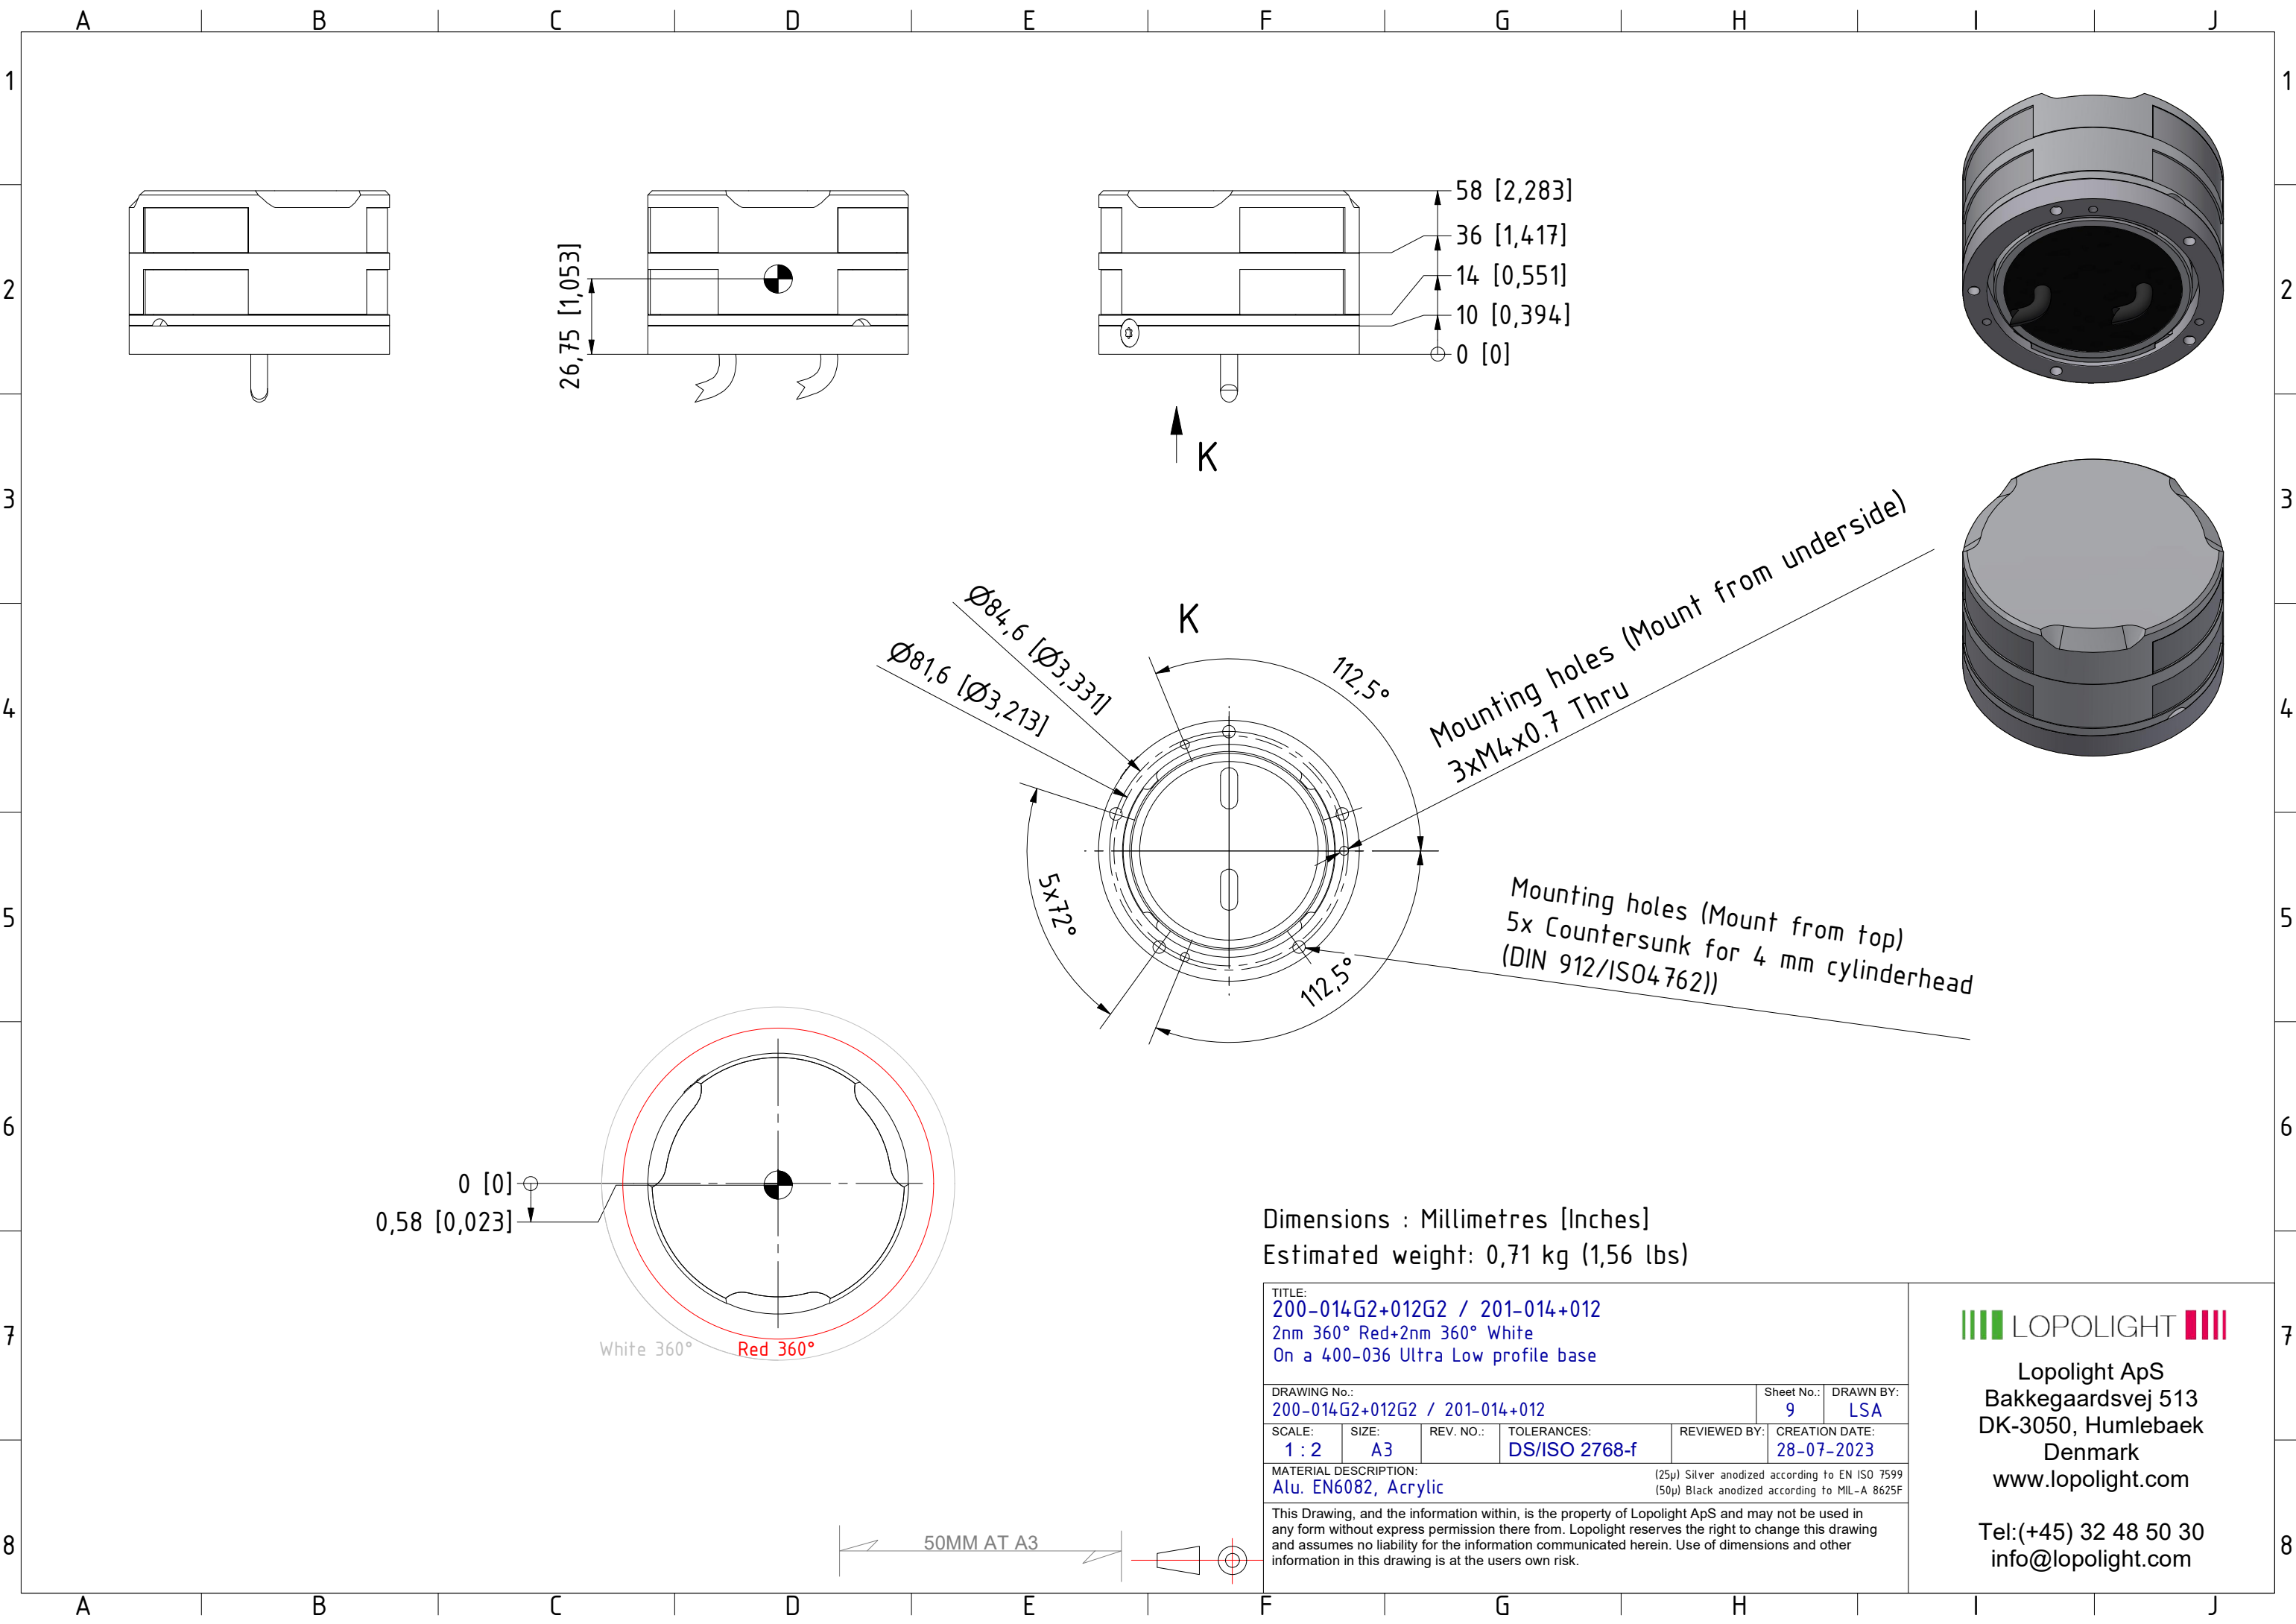 A B C D E F G H I J
1 1
2 2
3 3
4 4
5 5
6 6
7 7
8 8
58 [2,283]
36 [1,417]
14 [0,551]
10 [0,394]
0 [0]
26,75 [1,053]
K
K
Ø84,6 [Ø3,331]
Ø81,6 [Ø3,213]
112,5°
Mounting holes (Mount from underside)
3xM4x0.7 Thru
5x72°
112,5°
Mounting holes (Mount from top)
5x Countersunk for 4 mm cylinderhead
(DIN 912/ISO4762))
0 [0]
0,58 [0,023]
White 360°
Red 360°
Dimensions : Millimetres [Inches]
Estimated weight: 0,71 kg (1,56 lbs)
TITLE:
200-014G2+012G2 / 201-014+012
2nm 360° Red+2nm 360° White
On a 400-036 Ultra Low profile base
DRAWING No.:
200-014G2+012G2 / 201-014+012
Sheet No.:
9
DRAWN BY:
LSA
SCALE:
1 : 2
SIZE:
A3
REV. NO.:
TOLERANCES:
DS/ISO 2768-f
REVIEWED BY:
CREATION DATE:
28-07-2023
MATERIAL DESCRIPTION:
Alu. EN6082, Acrylic
(25µ) Silver anodized according to EN ISO 7599
(50µ) Black anodized according to MIL-A 8625F
This Drawing, and the information within, is the property of Lopolight ApS and may not be used in
any form without express permission there from. Lopolight reserves the right to change this drawing
and assumes no liability for the information communicated herein. Use of dimensions and other
information in this drawing is at the users own risk.
LOPOLIGHT
Lopolight ApS
Bakkegaardsvej 513
DK-3050, Humlebaek
Denmark
www.lopolight.com
Tel:(+45) 32 48 50 30
info@lopolight.com
50MM AT A3
A B C D E F G H I J